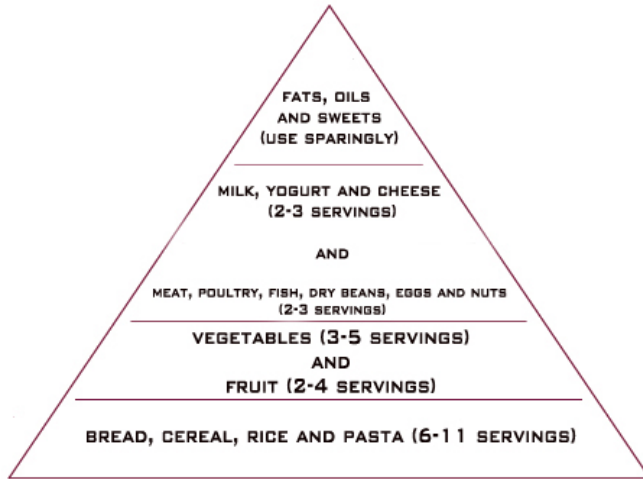 FATS, OILS
AND SWEETS
(USE SPARINGLY)
MILK, YOGURT AND CHEESE
(2-3 SERVINGS)
AND
MEAT, POULTRY, FISH, DRY BEANS, EGGS AND NUTS
(2-3 SERVINGS)
VEGETABLES (3-5 SERVINGS)
AND
FRUIT (2-4 SERVINGS)
BREAD, CEREAL, RICE AND PASTA (6-11 SERVINGS)